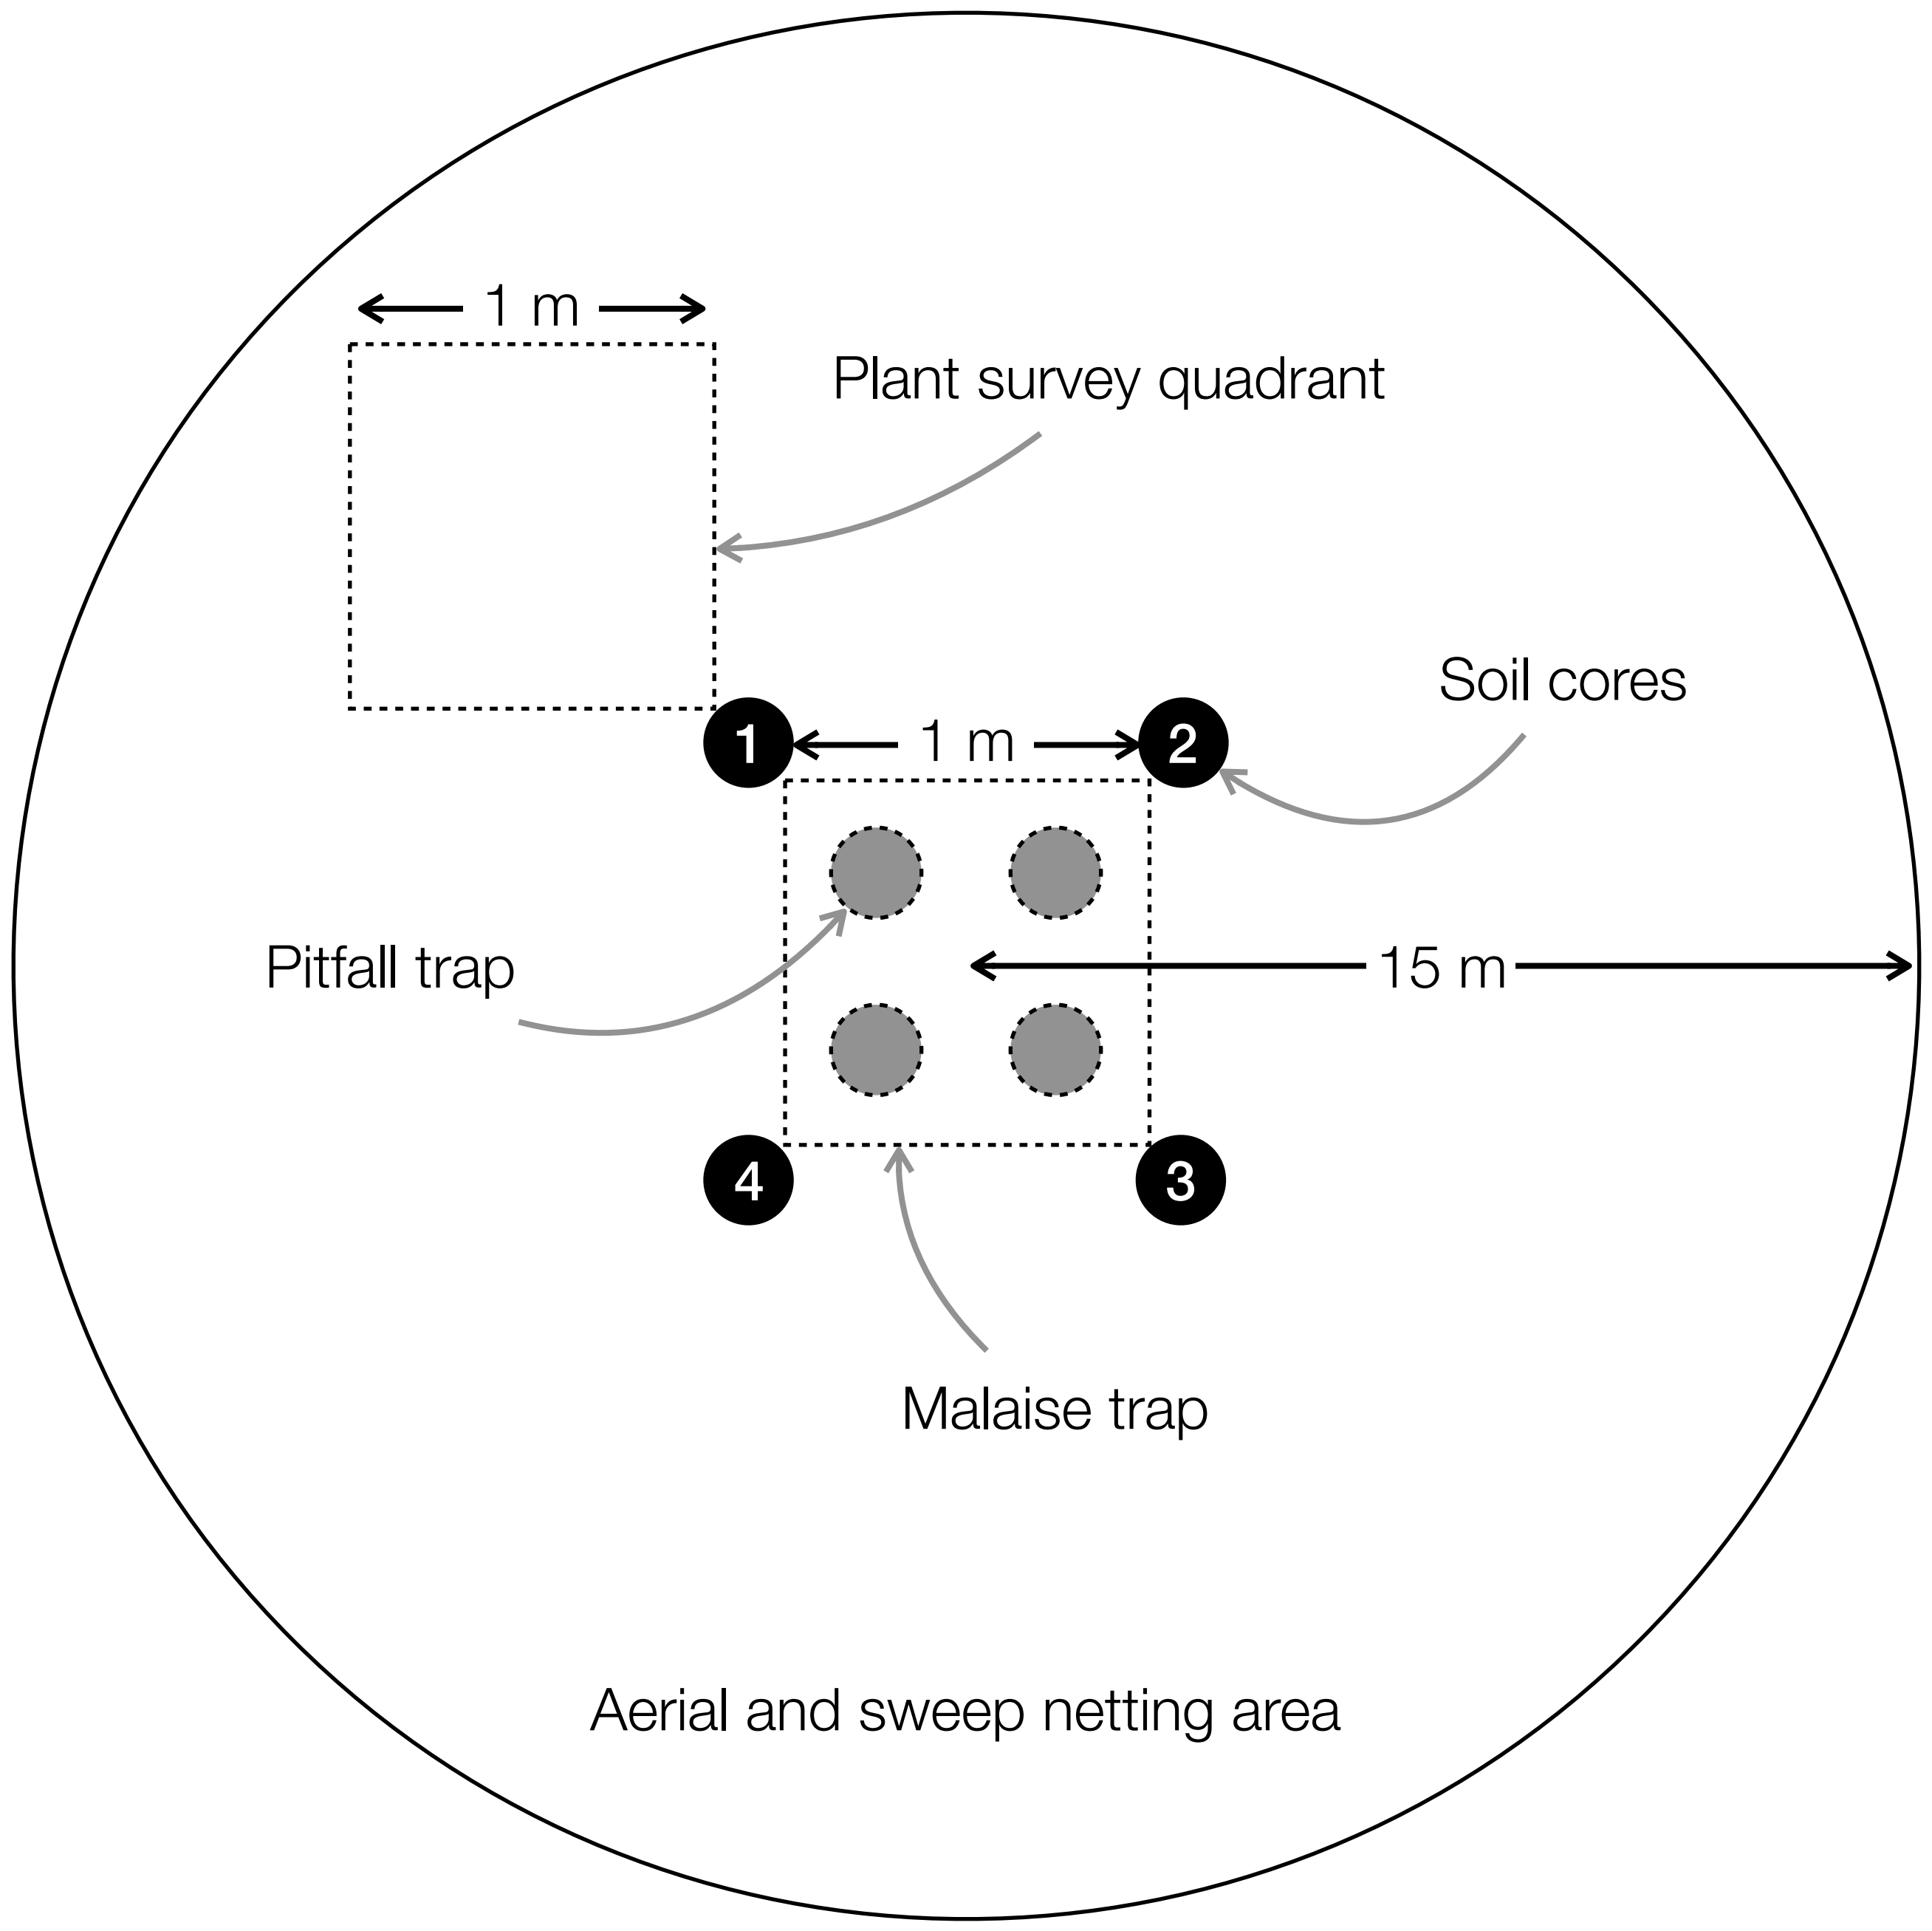 1 m
Plant survey quadrant
Soil cores
1
1 m
2
Pitfall trap
15 m
4
3
Malaise trap
Aerial and sweep netting area